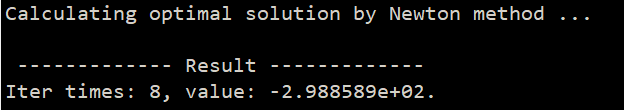 Calculating optimal solution by Newton method ...
------------- Result -------------
Iter times: 8, value: -2.988589e+02.